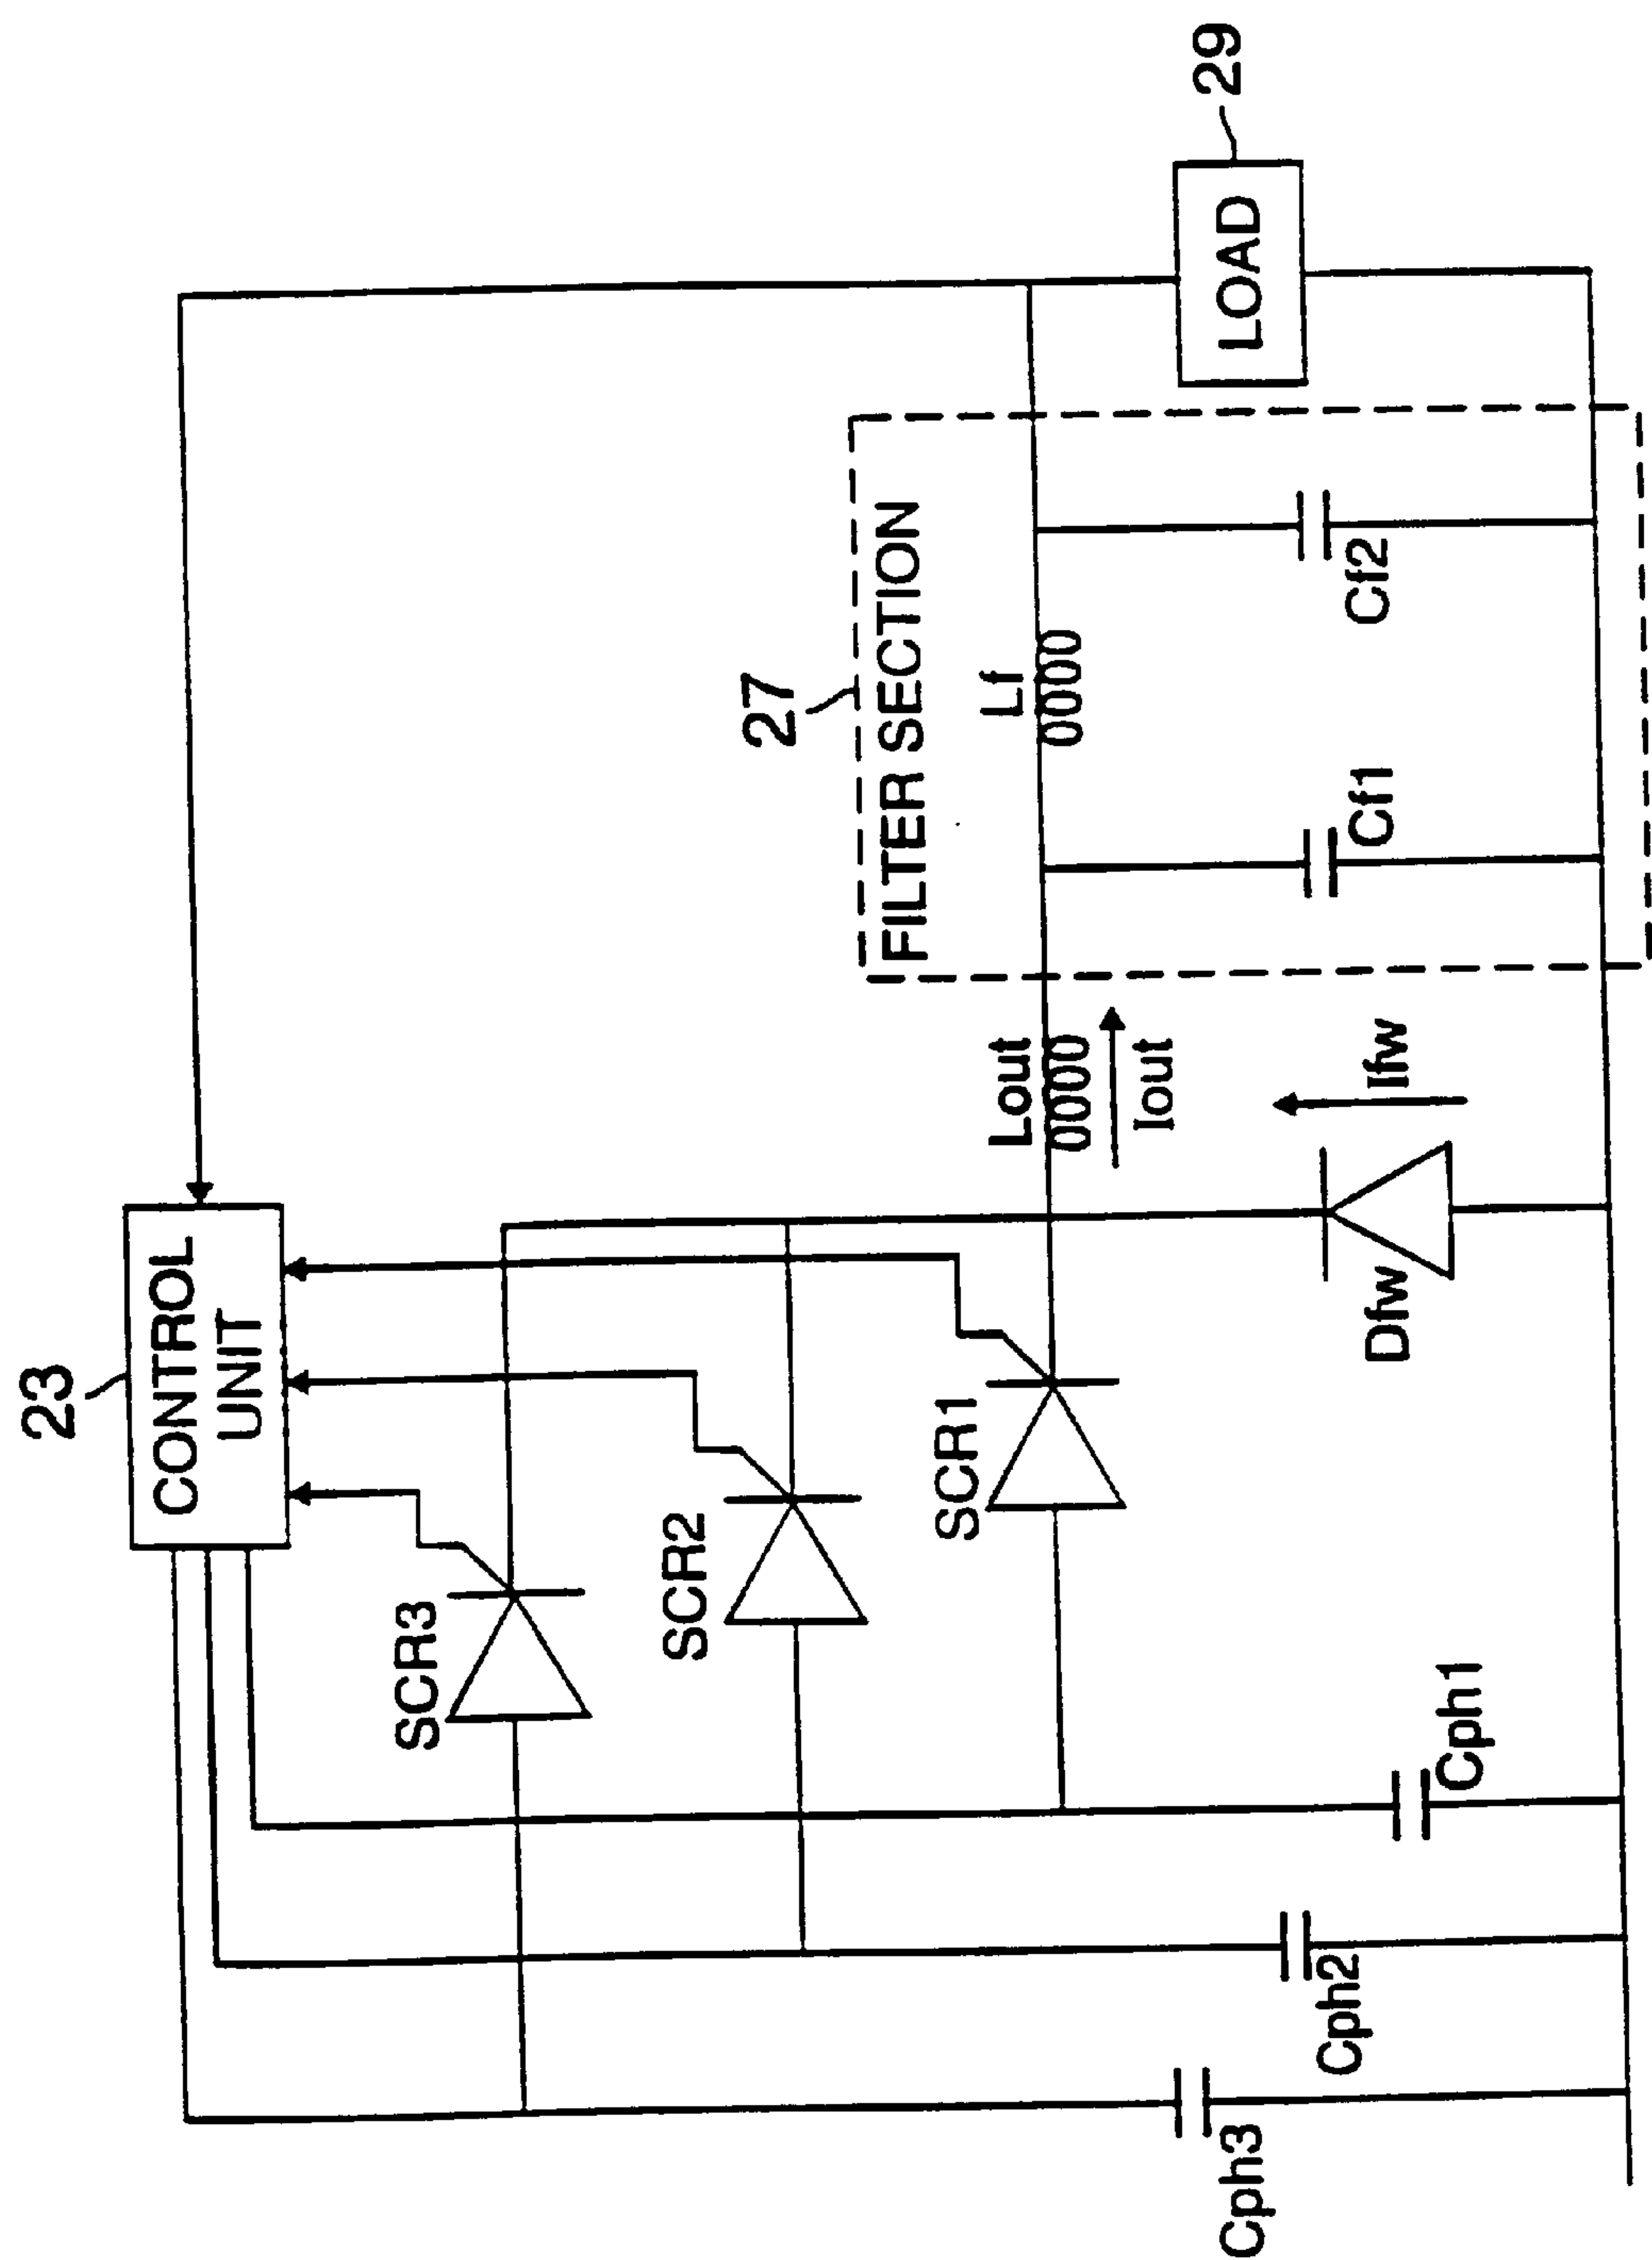 23
CONTROL
UNIT
SCR3
SCR2
SCR1
Lout
Iout
Ifw
Dfw
27
FILTER SECTION
Lf
Cf1
Cf2
29
LOAD
Cph3
Cph2
Cph1